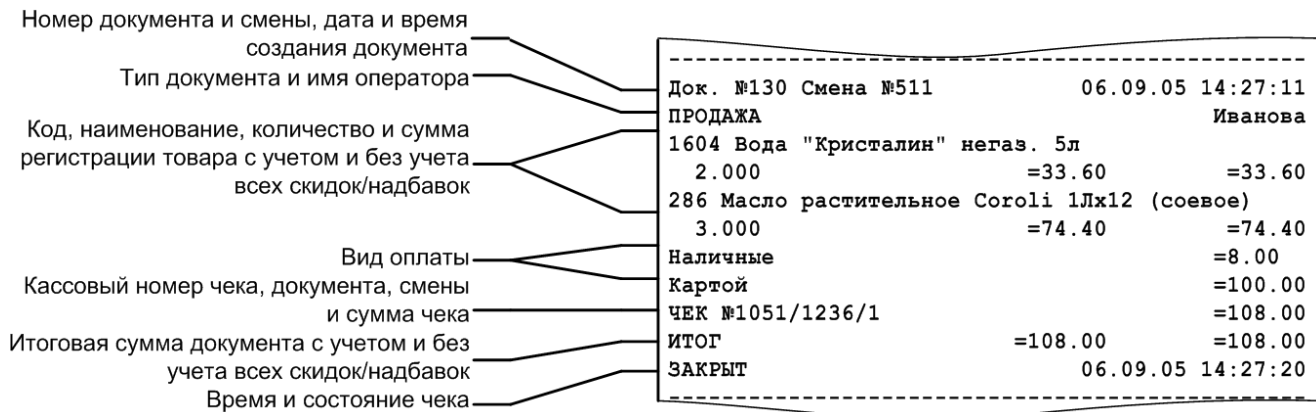 Номер документа и смены, дата и время
создания документа
Тип документа и имя оператора
Код, наименование, количество и сумма
регистрации товара с учетом и без учета
всех скидок/надбавок
Вид оплаты
Кассовый номер чека, документа, смены
и сумма чека
Итоговая сумма документа с учетом и без
учета всех скидок/надбавок
Время и состояние чека
Док. №130 Смена №511 06.09.05 14:27:11
ПРОДАЖА Иванова
1604 Вода "Кристалин" негаз. 5л
2.000 =33.60 =33.60
286 Масло растительное Coroli 1Лх12 (соевое)
3.000 =74.40 =74.40
Наличные =8.00
Картой =100.00
ЧЕК №1051/1236/1 =108.00
ИТОГ =108.00 =108.00
ЗАКРЫТ 06.09.05 14:27:20